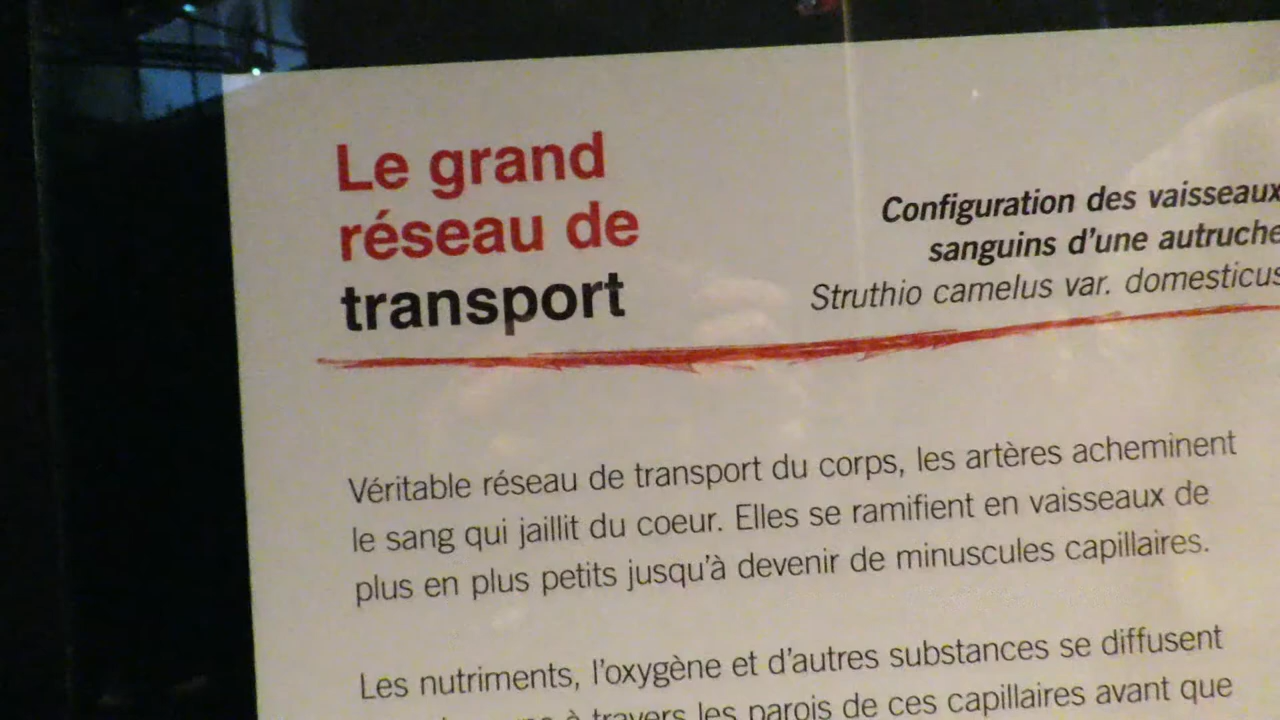 Le grand
réseau de
transport
Configuration des vaisseaux
sanguins d'une autruche
Struthio camelus var. domesticus
Véritable réseau de transport du corps, les artères acheminent
le sang qui jaillit du coeur. Elles se ramifient en vaisseaux de
plus en plus petits jusqu'à devenir de minuscules capillaires.
Les nutriments, l'oxygène et d'autres substances se diffusent
à travers les parois de ces capillaires avant que